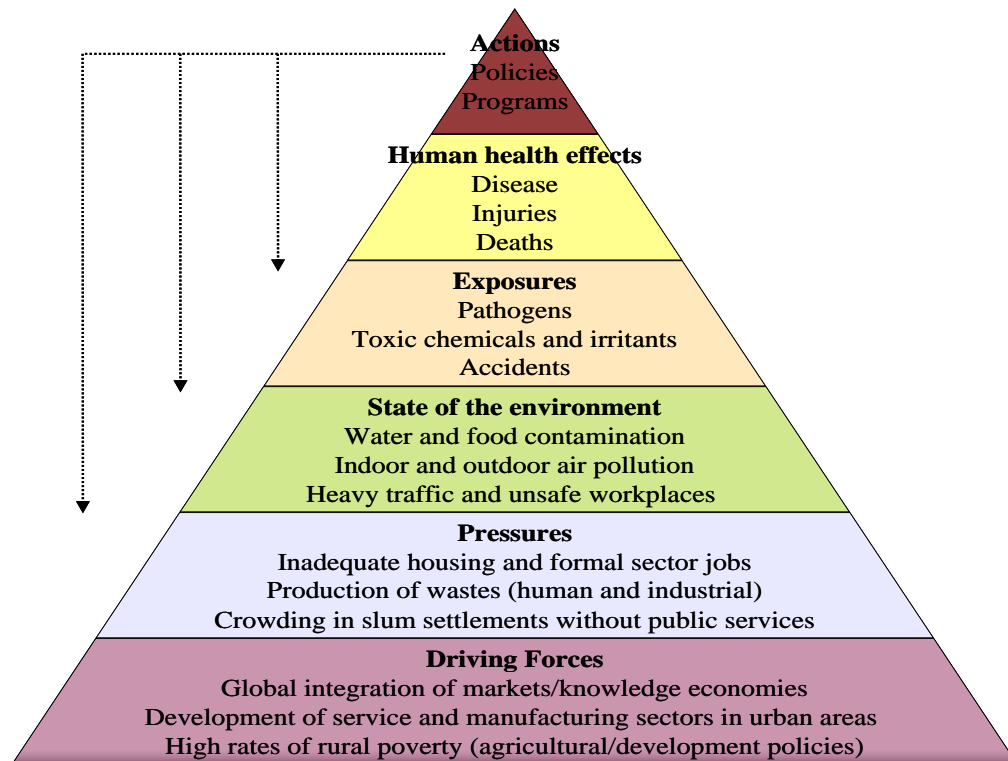 Actions
Policies
Programs
Human health effects
Disease
Injuries
Deaths
Exposures
Pathogens
Toxic chemicals and irritants
Accidents
State of the environment
Water and food contamination
Indoor and outdoor air pollution
Heavy traffic and unsafe workplaces
Pressures
Inadequate housing and formal sector jobs
Production of wastes (human and industrial)
Crowding in slum settlements without public services
Driving Forces
Global integration of markets/knowledge economies
Development of service and manufacturing sectors in urban areas
High rates of rural poverty (agricultural/development policies)